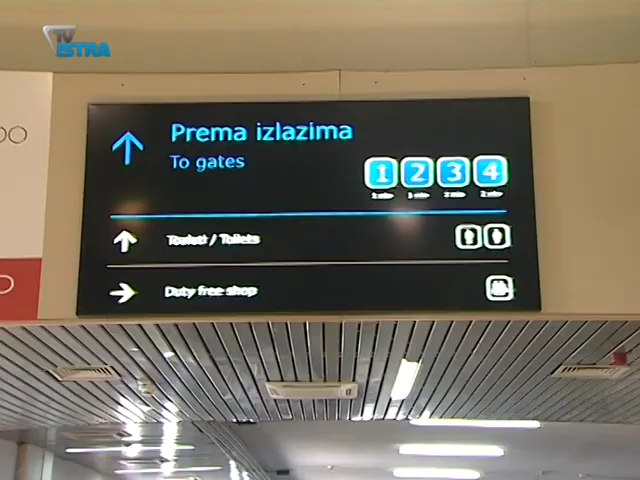 TV
ISTRA
Prema izlazima
To gates
1 2 3 4
Toaleti / Toilets
Duty free shop